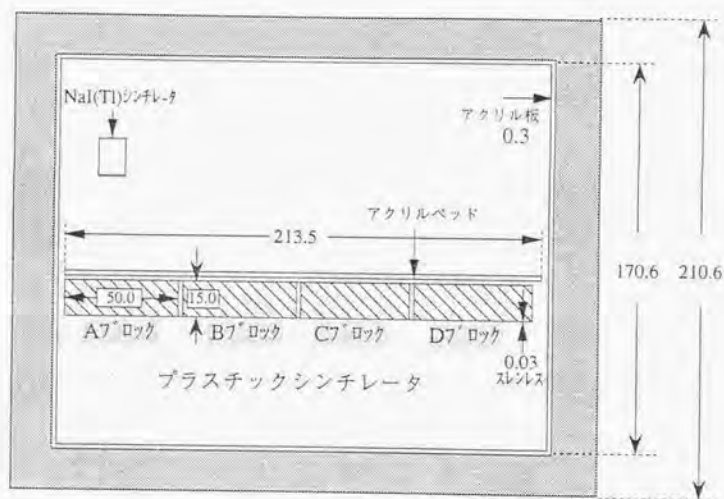 NaI(Tl)シンチレータ
アクリル板
0.3
アクリルベッド
213.5
170.6
210.6
50.0
15.0
Aブロック
Bブロック
Cブロック
Dブロック
0.03
スレンレス
プラスチックシンチレータ